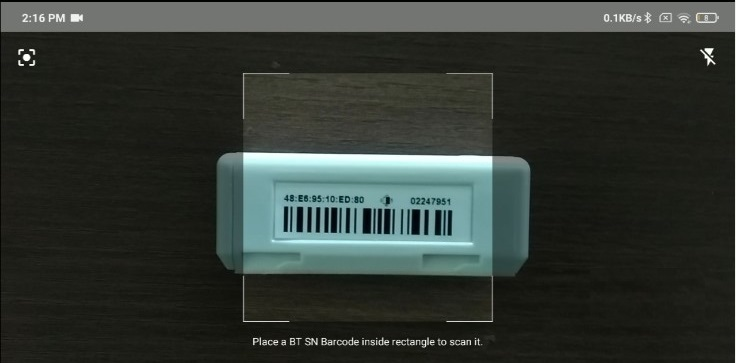 2:16 PM
0.1KB/s
8
48:E6:95:10:ED:80 02247951
Place a BT SN Barcode inside rectangle to scan it.